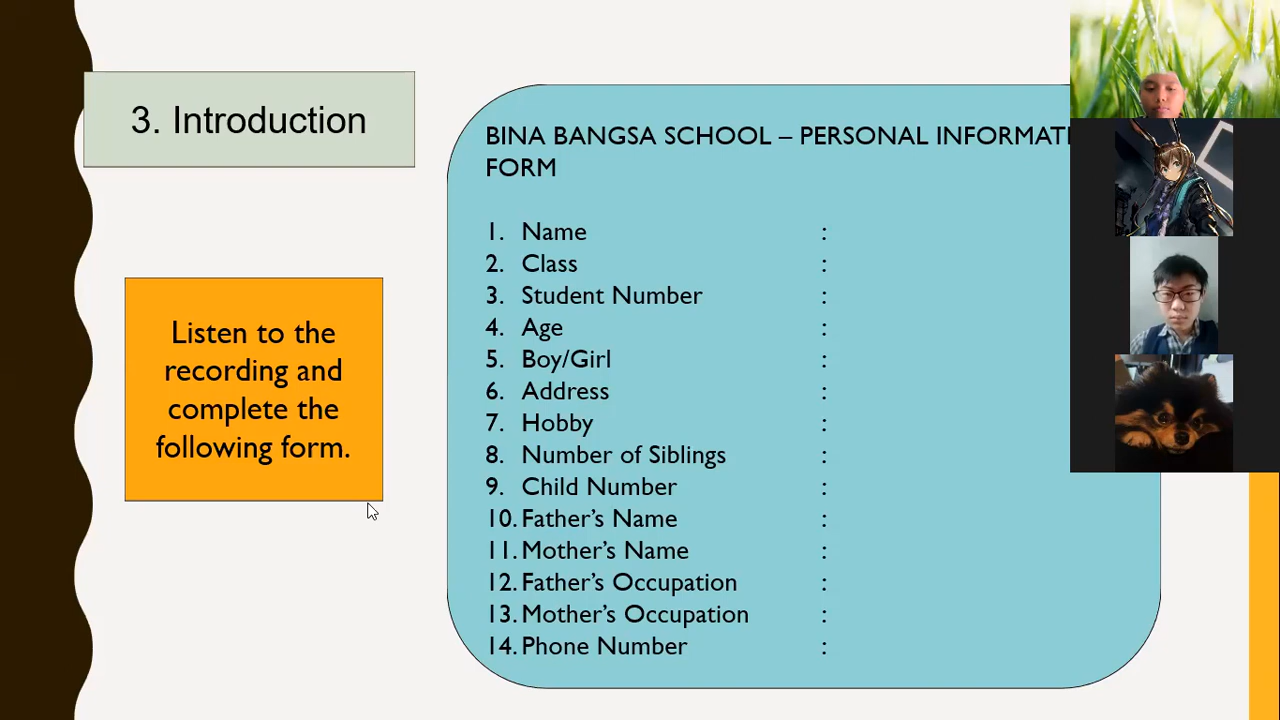 3. Introduction
Listen to the
recording and
complete the
following form.
BINA BANGSA SCHOOL – PERSONAL INFORMATI
FORM
1. Name :
2. Class :
3. Student Number :
4. Age :
5. Boy/Girl :
6. Address :
7. Hobby :
8. Number of Siblings :
9. Child Number :
10. Father’s Name :
11. Mother’s Name :
12. Father’s Occupation :
13. Mother’s Occupation :
14. Phone Number :